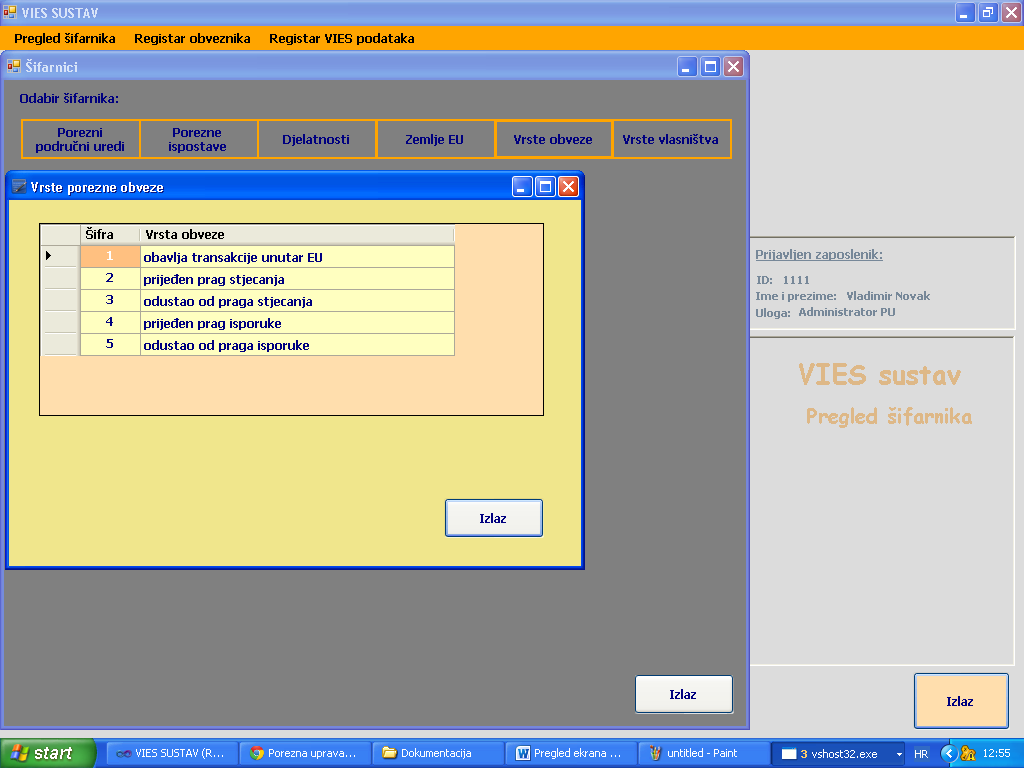 VIES SUSTAV
Pregled šifarnika Registar obveznika Registar VIES podataka
Šifarnici
Odabir šifarnika:
Porezni
područni uredi
Porezne
ispostave
Djelatnosti
Zemlje EU
Vrste obveze
Vrste vlasništva
Vrste porezne obveze
Šifra Vrsta obveze
1 obavlja transakcije unutar EU
2 prijeđen prag stjecanja
3 odustao od praga stjecanja
4 prijeđen prag isporuke
5 odustao od praga isporuke
Izlaz
Izlaz
Prijavljen zaposlenik:
ID: 1111
Ime i prezime: Vladimir Novak
Uloga: Administrator PU
VIES sustav
Pregled šifarnika
Izlaz
start VIES SUSTAV (R... Porezna uprava... Dokumentacija Pregled ekrana ... untitled - Paint 3 vshost32.exe HR 12:55